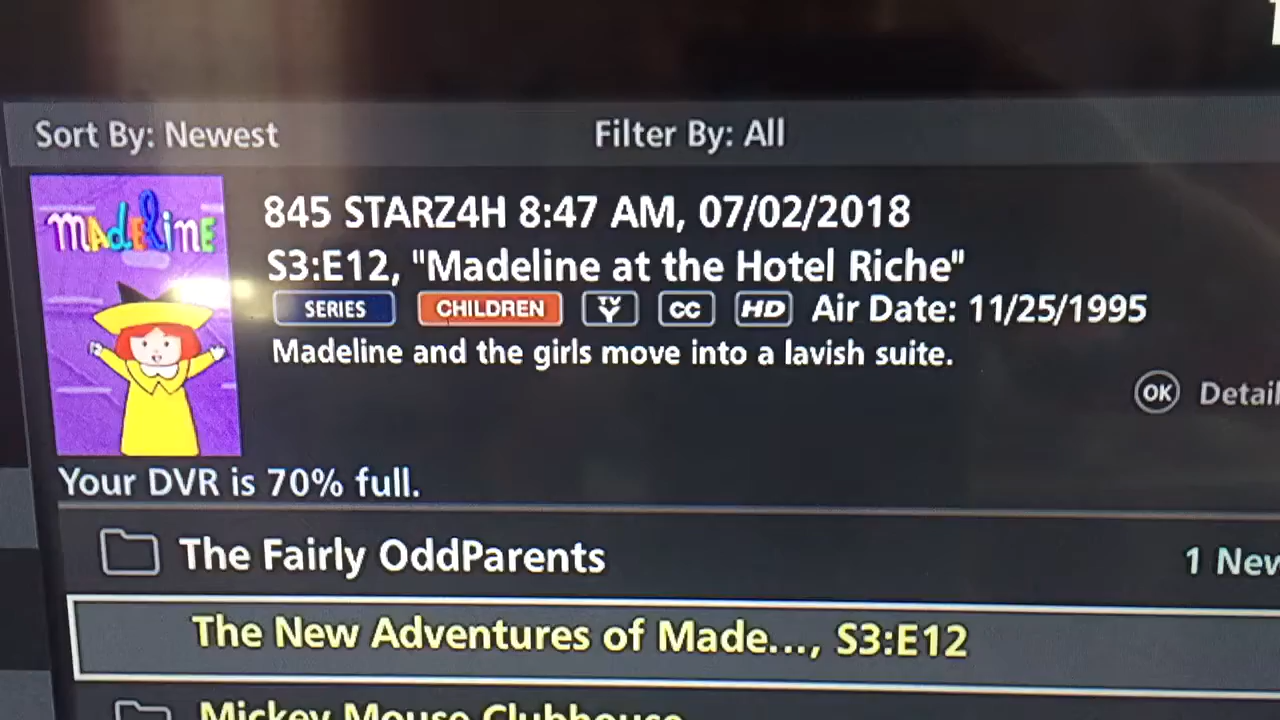 Sort By: Newest Filter By: All
madeline
845 STARZ4H 8:47 AM, 07/02/2018
S3:E12, "Madeline at the Hotel Riche"
SERIES CHILDREN TV Y CC HD Air Date: 11/25/1995
Madeline and the girls move into a lavish suite.
OK Detail
Your DVR is 70% full.
The Fairly OddParents 1 New
The New Adventures of Made..., S3:E12
Mickey Mouse Clubhouse